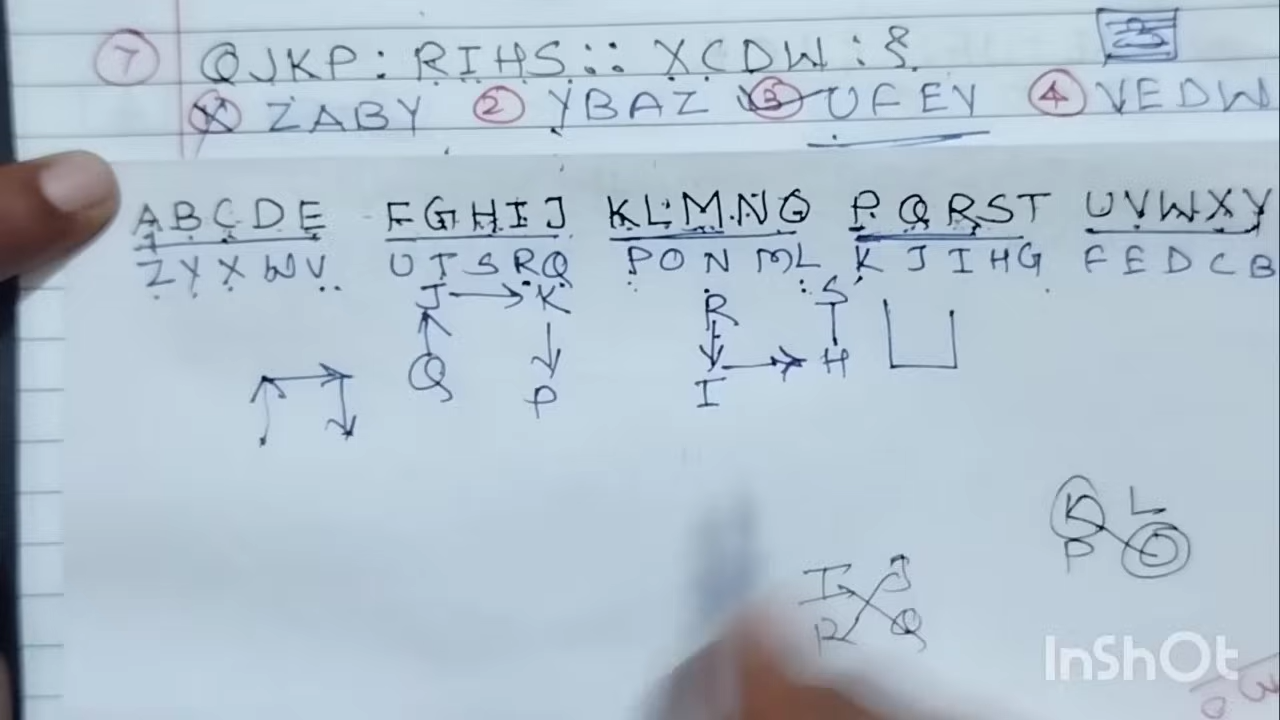 7 QJKP : RIHS :: XCDW : ?
1 ZABY 2 YBAZ 3 UFEV 4 VEDW
ABCDE FGHIJ KLMNO PQRST UVWXY
ZYXWV UTSRQ PONML KJIHG FEDCB
J K R S
Q P I H
K L
P O
I J
R Q
InShOt